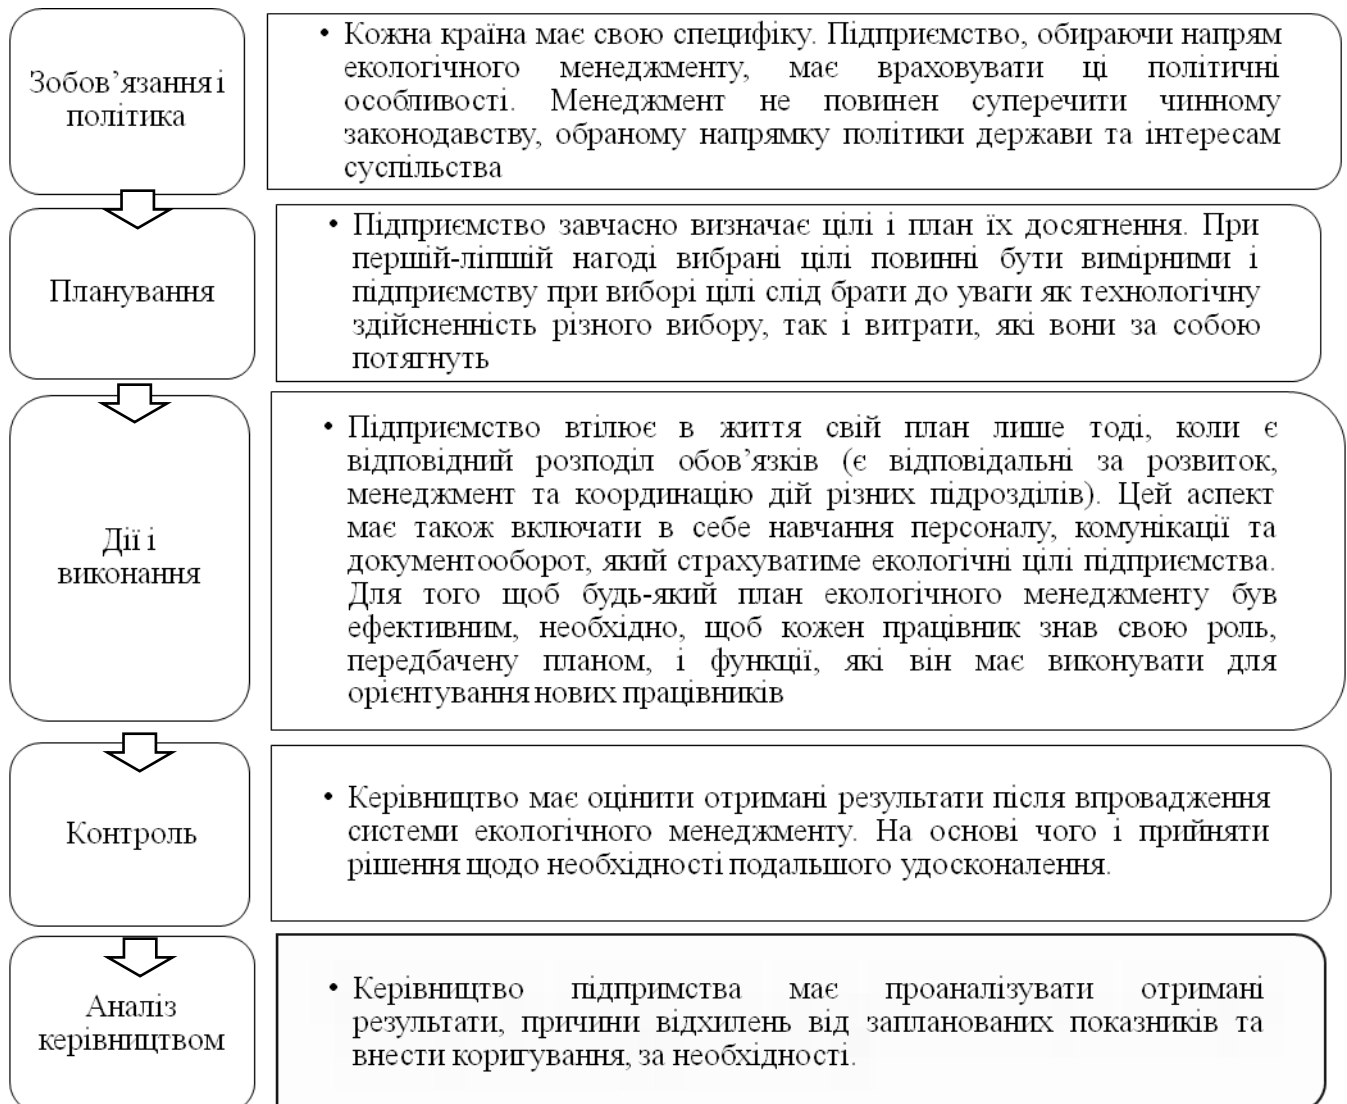 Зобов’язання і
політика
• Кожна країна має свою специфіку. Підприємство, обираючи напрям
екологічного менеджменту, має враховувати ці політичні
особливості. Менеджмент не повинен суперечити чинному
законодавству, обраному напрямку політики держави та інтересам
суспільства
Планування
• Підприємство завчасно визначає цілі і план їх досягнення. При
першій-ліпшій нагоді вибрані цілі повинні бути вимірними і
підприємству при виборі цілі слід брати до уваги як технологічну
здійсненність різного вибору, так і витрати, які вони за собою
потягнуть
Дії і
виконання
• Підприємство втілює в життя свій план лише тоді, коли є
відповідний розподіл обов’язків (є відповідальні за розвиток,
менеджмент та координацію дій різних підрозділів). Цей аспект
має також включати в себе навчання персоналу, комунікації та
документооборот, який страхуватиме екологічні цілі підприємства.
Для того щоб будь-який план екологічного менеджменту був
ефективним, необхідно, щоб кожен працівник знав свою роль,
передбачену планом, і функції, які він має виконувати для
орієнтування нових працівників
Контроль
• Керівництво має оцінити отримані результати після впровадження
системи екологічного менеджменту. На основі чого і прийняти
рішення щодо необхідності подальшого удосконалення.
Аналіз
керівництвом
• Керівництво підпримства має проаналізувати отримані
результати, причини відхилень від запланованих показників та
внести коригування, за необхідності.